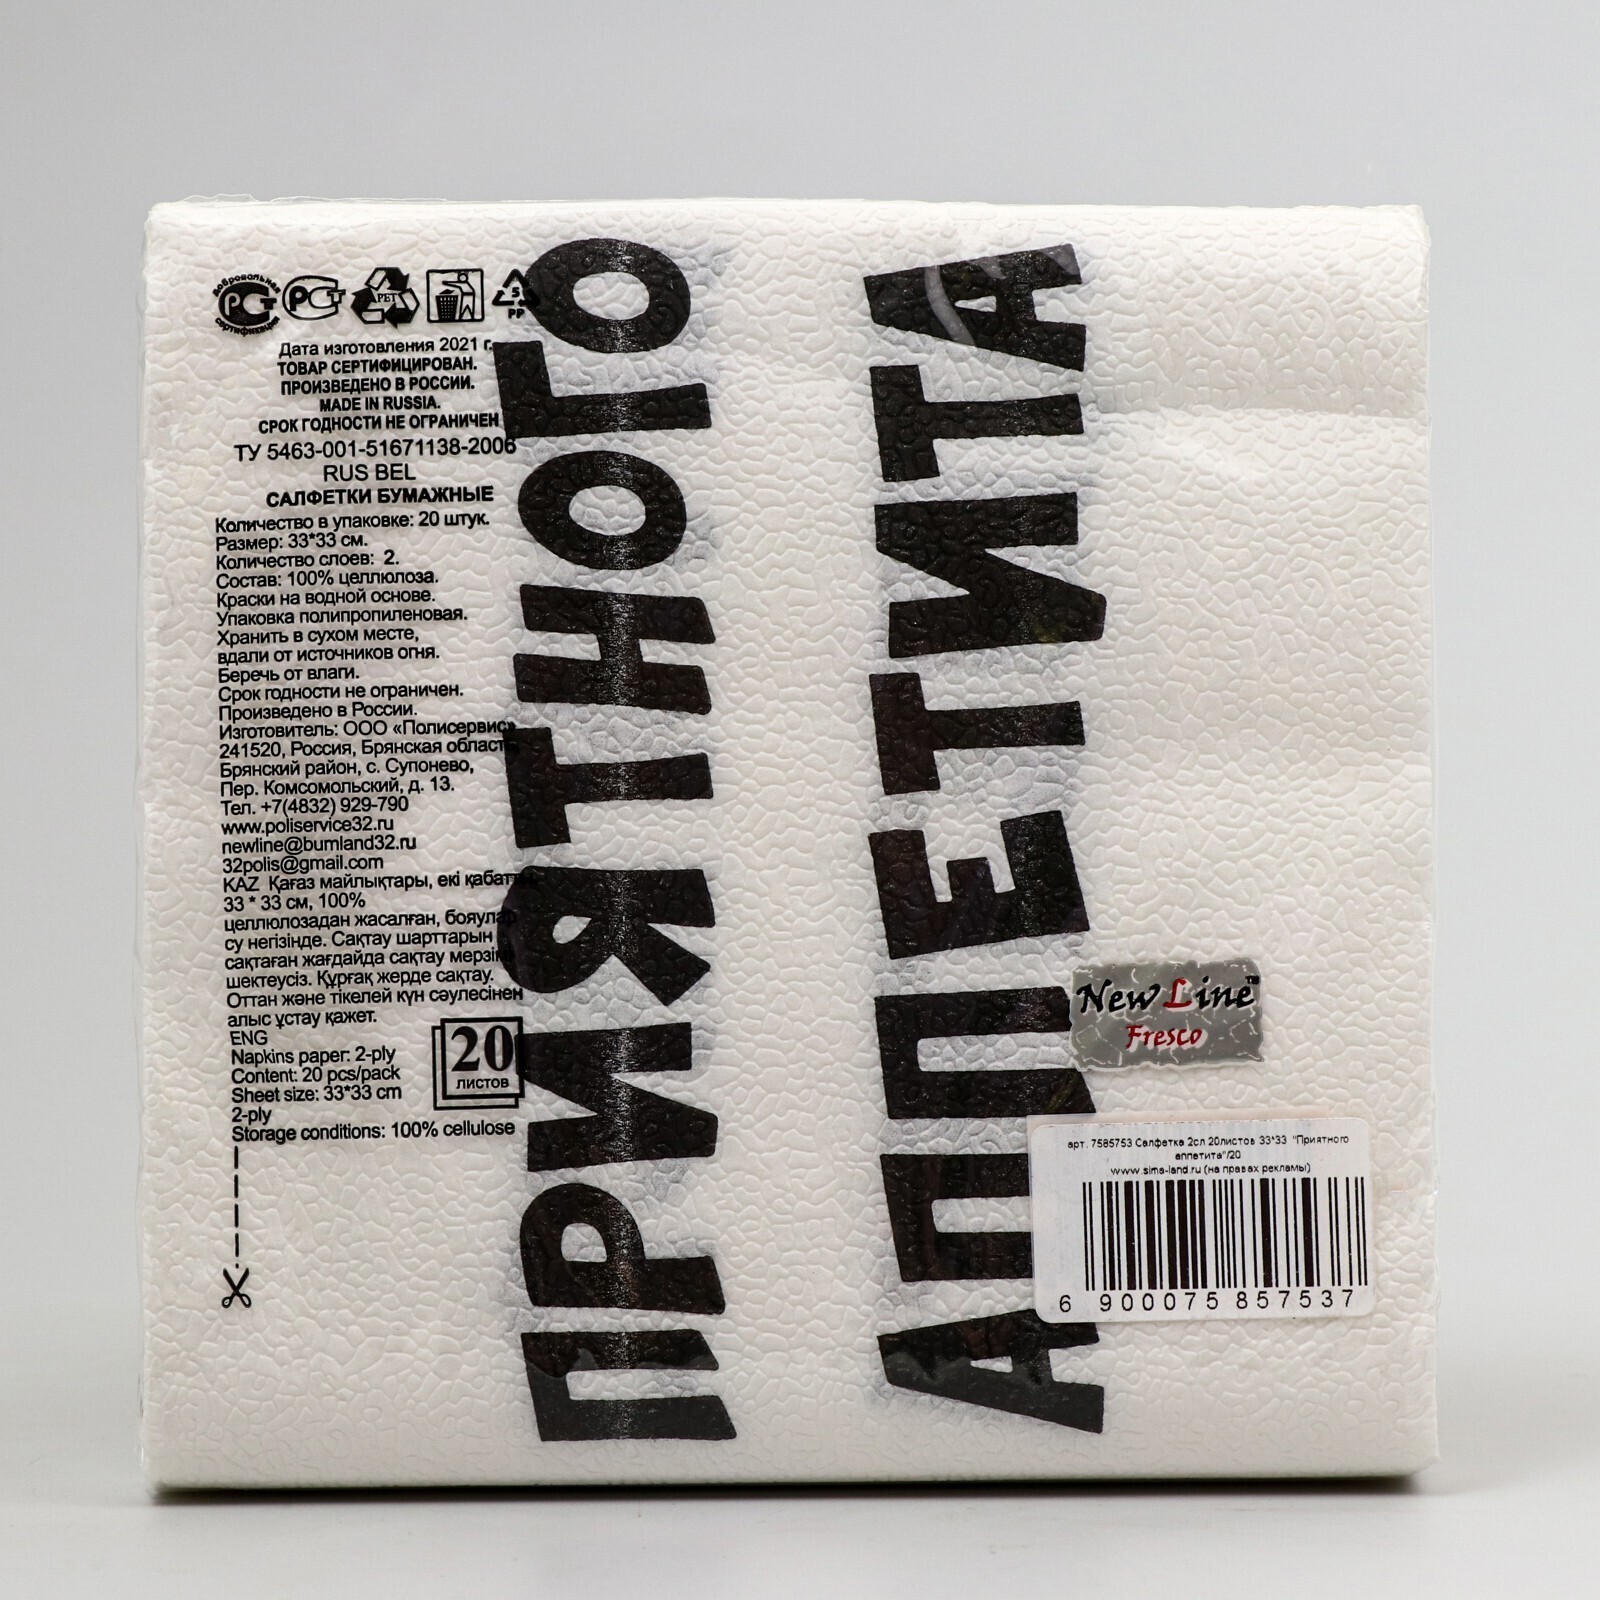 Добровольная сертификация
РСТ
РСТ
PET
5
PP
Дата изготовления 2021 г.
ТОВАР СЕРТИФИЦИРОВАН.
ПРОИЗВЕДЕНО В РОССИИ.
MADE IN RUSSIA.
СРОК ГОДНОСТИ НЕ ОГРАНИЧЕН
ТУ 5463-001-51671138-2006
RUS BEL
САЛФЕТКИ БУМАЖНЫЕ
Количество в упаковке: 20 штук.
Размер: 33*33 см.
Количество слоев: 2.
Состав: 100% целлюлоза.
Краски на водной основе.
Упаковка полипропиленовая.
Хранить в сухом месте,
вдали от источников огня.
Беречь от влаги.
Срок годности не ограничен.
Произведено в России.
Изготовитель: ООО «Полисервис»
241520, Россия, Брянская область,
Брянский район, с. Супонево,
Пер. Комсомольский, д. 13.
Тел. +7(4832) 929-790
www.poliservice32.ru
newline@bumland32.ru
32polis@gmail.com
KAZ Қағаз майлықтары, екі қабатты,
33 * 33 см, 100%
целлюлозадан жасалған, бояулар
су негізінде. Сақтау шарттарын
сақтаған жағдайда сақтау мерзімі
шектеусіз. Құрғақ жерде сақтау.
Оттан және тікелей күн сәулесінен
алыс ұстау қажет.
ENG
Napkins paper: 2-ply
Content: 20 pcs/pack
Sheet size: 33*33 cm
2-ply
Storage conditions: 100% cellulose
20
ЛИСТОВ
ПРИЯТНОГО
АППЕТИТА
New Line™
Fresco
арт. 7585753 Салфетка 2сл 20листов 33*33 "Приятного
аппетита"/20
www.sima-land.ru (на правах рекламы)
6 900075 857537